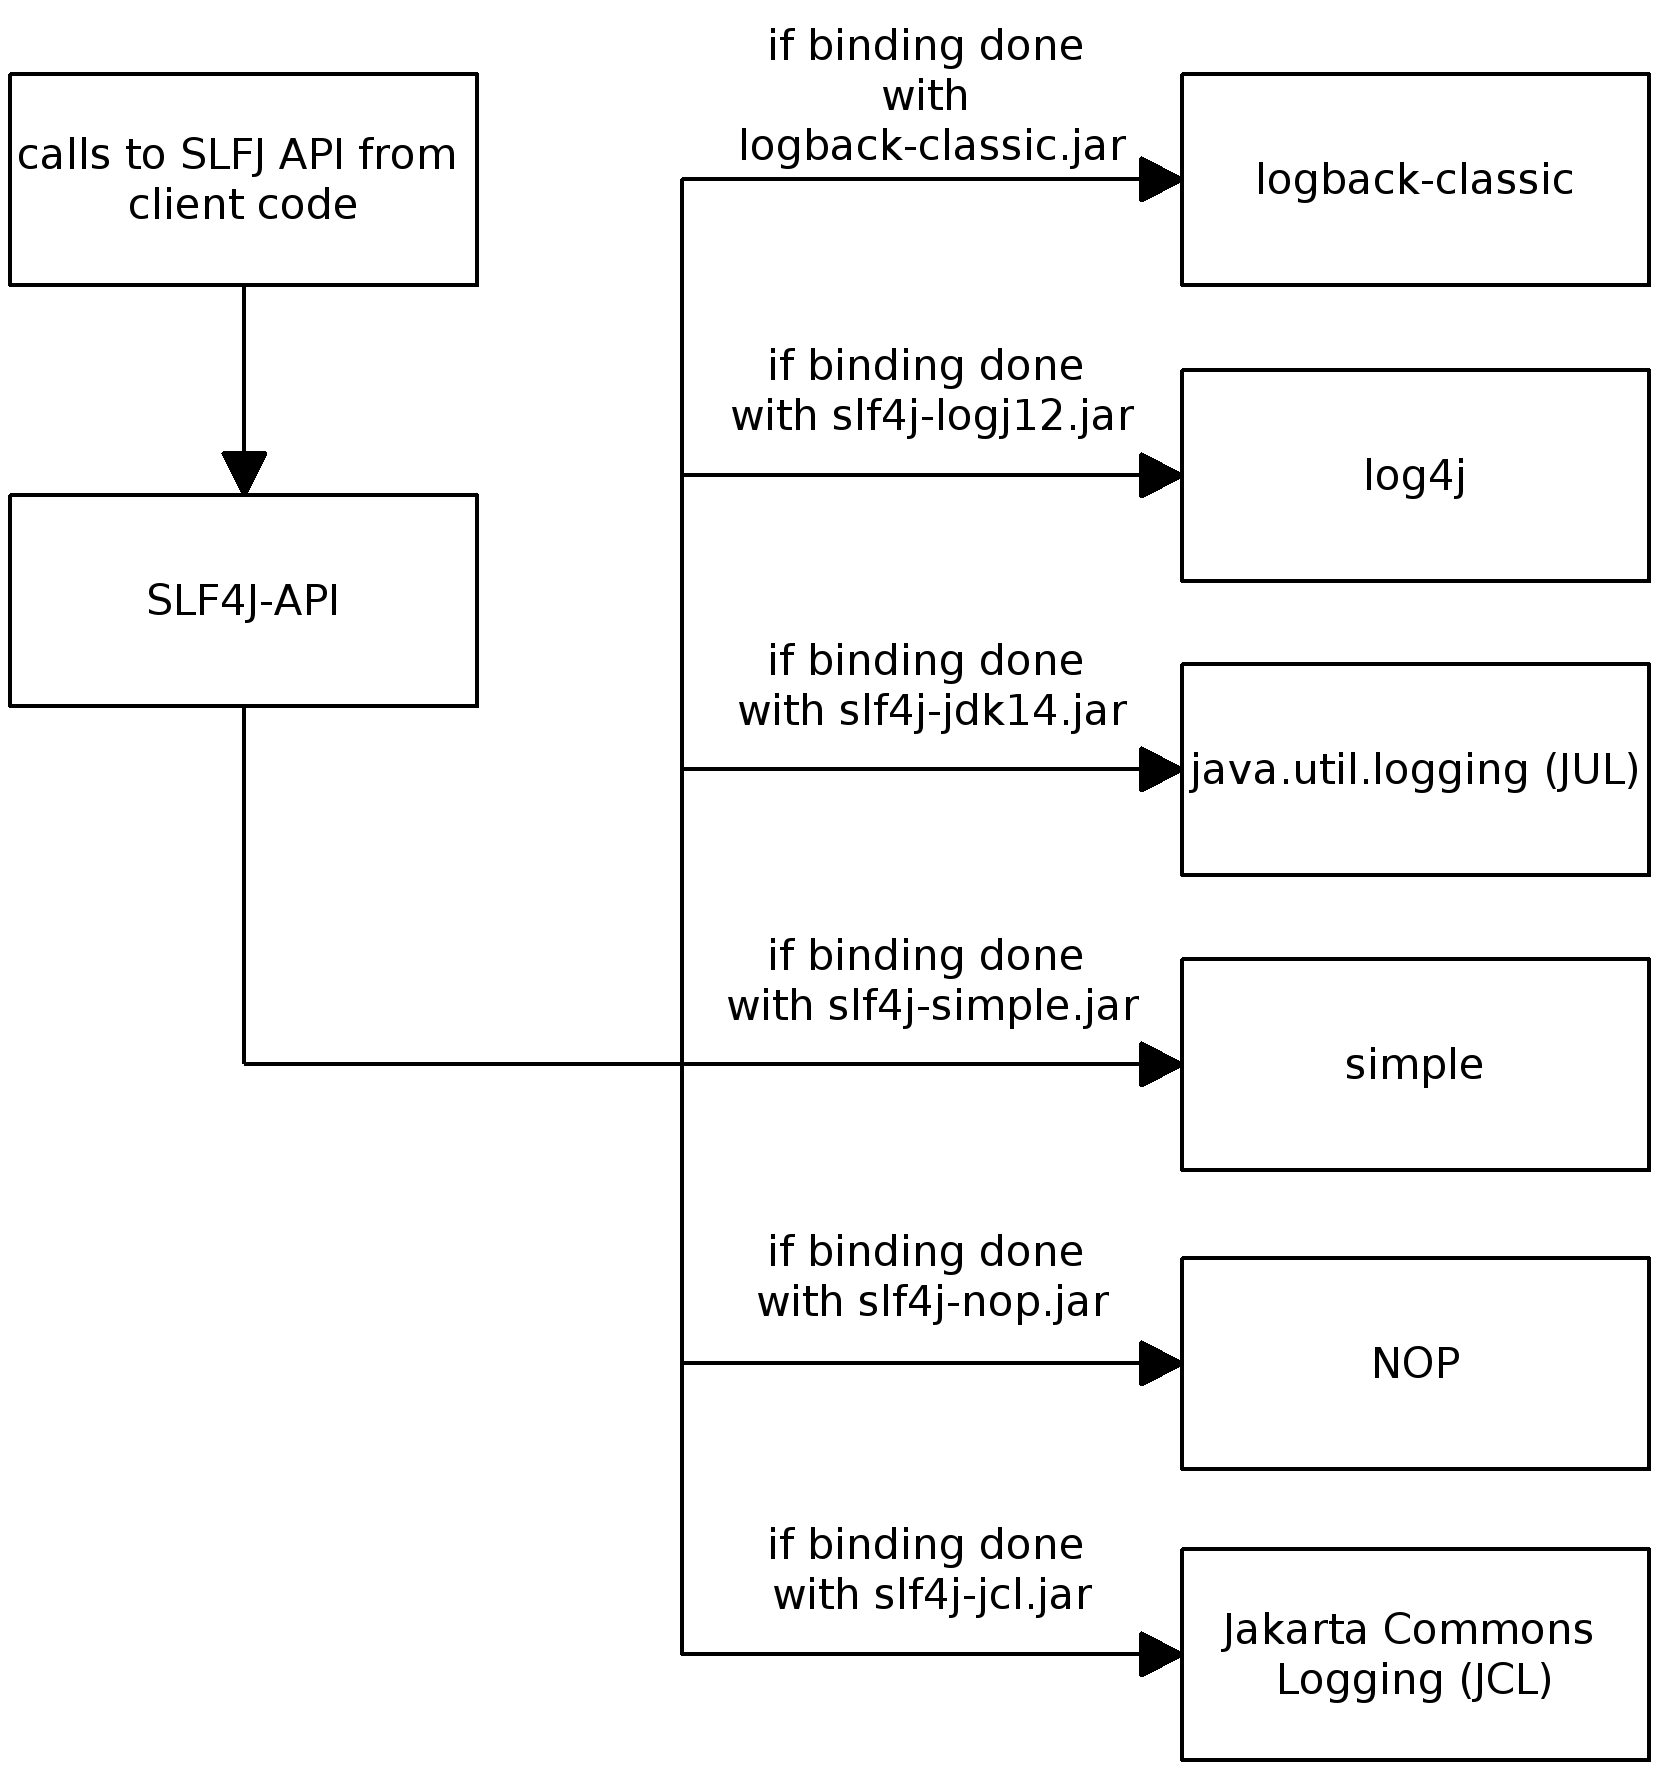 calls to SLFJ API from
client code
SLF4J-API
if binding done
with
logback-classic.jar
logback-classic
if binding done
with slf4j-logj12.jar
log4j
if binding done
with slf4j-jdk14.jar
java.util.logging (JUL)
if binding done
with slf4j-simple.jar
simple
if binding done
with slf4j-nop.jar
NOP
if binding done
with slf4j-jcl.jar
Jakarta Commons
Logging (JCL)